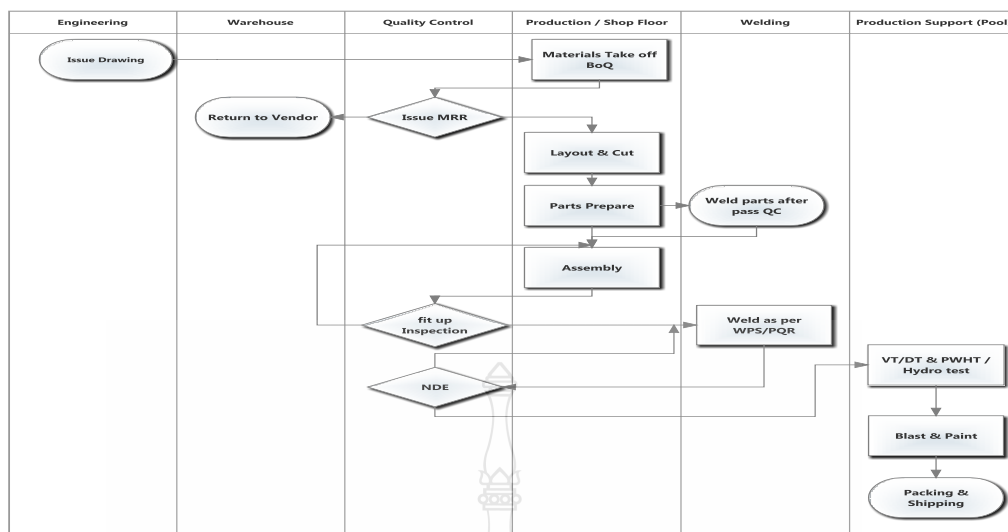 Engineering
Warehouse
Quality Control
Production / Shop Floor
Welding
Production Support (Pool
Issue Drawing
Materials Take off
BoQ
Return to Vendor
Issue MRR
Layout & Cut
Parts Prepare
Weld parts after
pass QC
Assembly
fit up
Inspection
Weld as per
WPS/PQR
NDE
VT/DT & PWHT /
Hydro test
Blast & Paint
Packing &
Shipping